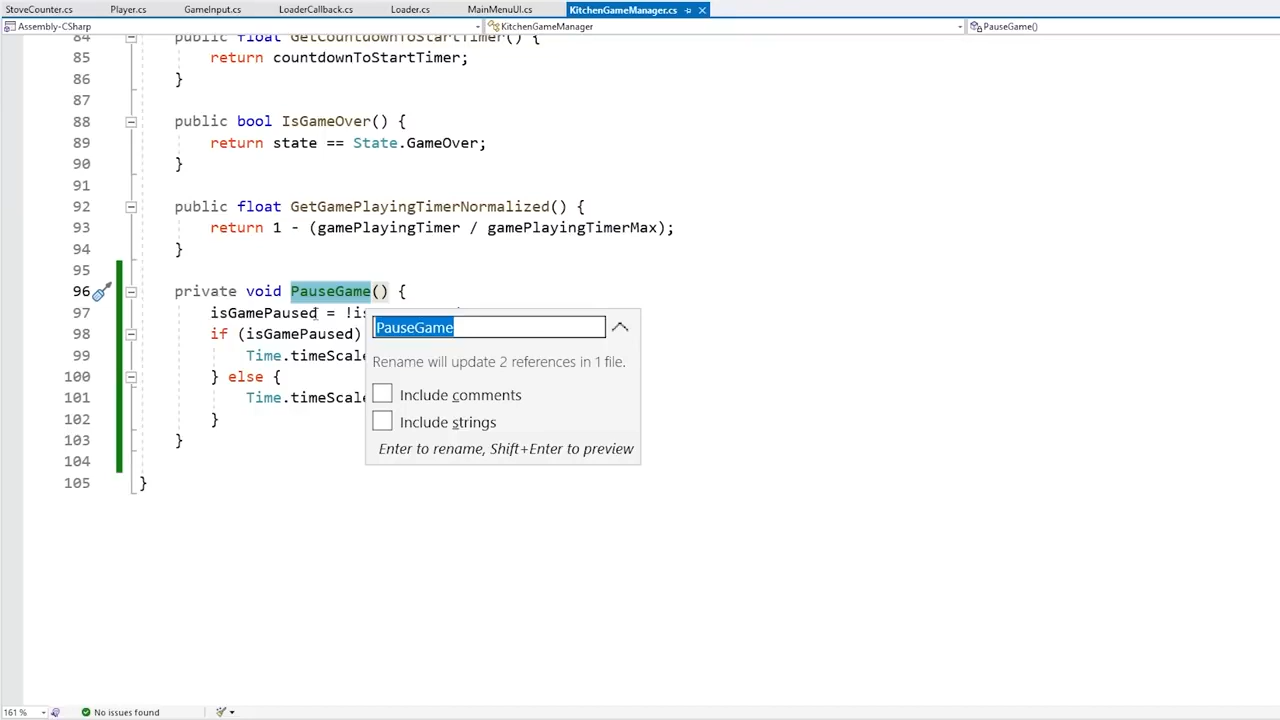 StoveCounter.cs Player.cs GameInput.cs LoaderCallback.cs Loader.cs MainMenuUI.cs KitchenGameManager.cs
Assembly-CSharp KitchenGameManager PauseGame()
84 public float GetCountdownToStartTimer() {
85 return countdownToStartTimer;
86 }
87
88 public bool IsGameOver() {
89 return state == State.GameOver;
90 }
91
92 public float GetGamePlayingTimerNormalized() {
93 return 1 - (gamePlayingTimer / gamePlayingTimerMax);
94 }
95
96 private void PauseGame() {
97 isGamePaused = !is
PauseGame
98 if (isGamePaused)
99 Time.timeScale
Rename will update 2 references in 1 file.
100 } else {
Include comments
101 Time.timeScale
102 }
Include strings
103 }
Enter to rename, Shift+Enter to preview
104
105 }
161 % No issues found